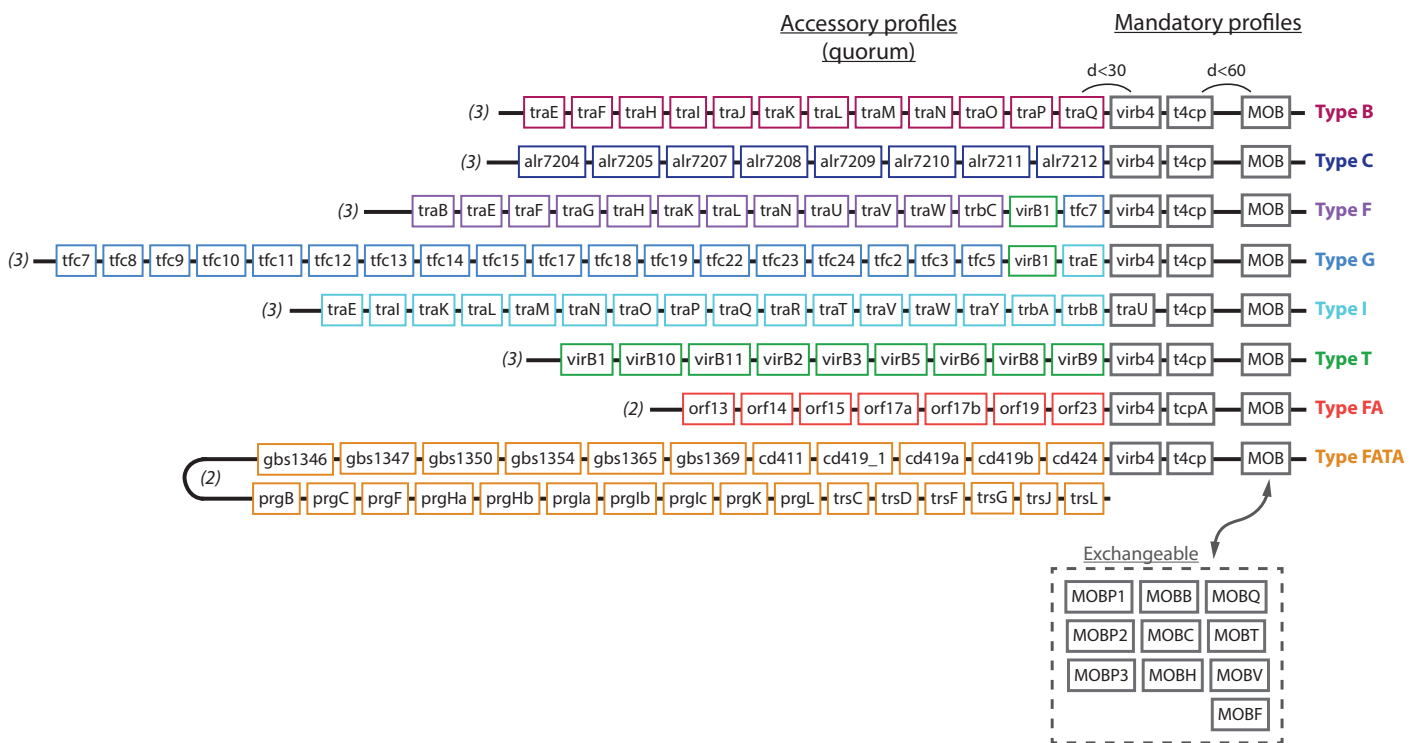 Accessory profiles Mandatory profiles
(quorum)
d<30 d<60
(3) traE traF traH traI traJ traK traL traM traN traO traP traQ virb4 t4cp MOB Type B
(3) alr7204 alr7205 alr7207 alr7208 alr7209 alr7210 alr7211 alr7212 virb4 t4cp MOB Type C
(3) traB traE traF traG traH traK traL traN traU traV traW trbC virB1 tfc7 virb4 t4cp MOB Type F
(3) tfc7 tfc8 tfc9 tfc10 tfc11 tfc12 tfc13 tfc14 tfc15 tfc17 tfc18 tfc19 tfc22 tfc23 tfc24 tfc2 tfc3 tfc5 virB1 traE virb4 t4cp MOB Type G
(3) traE traI traK traL traM traN traO traP traQ traR traT traV traW traY trbA trbB traU t4cp MOB Type I
(3) virB1 virB10 virB11 virB2 virB3 virB5 virB6 virB8 virB9 virb4 t4cp MOB Type T
(2) orf13 orf14 orf15 orf17a orf17b orf19 orf23 virb4 tcpA MOB Type FA
gbs1346 gbs1347 gbs1350 gbs1354 gbs1365 gbs1369 cd411 cd419_1 cd419a cd419b cd424 virb4 t4cp MOB Type FATA
(2)
prgB prgC prgF prgHa prgHb prgIa prgIb prgIc prgK prgL trsC trsD trsF trsG trsJ trsL
Exchangeable
MOBP1 MOBB MOBQ
MOBP2 MOBC MOBT
MOBP3 MOBH MOBV
MOBF